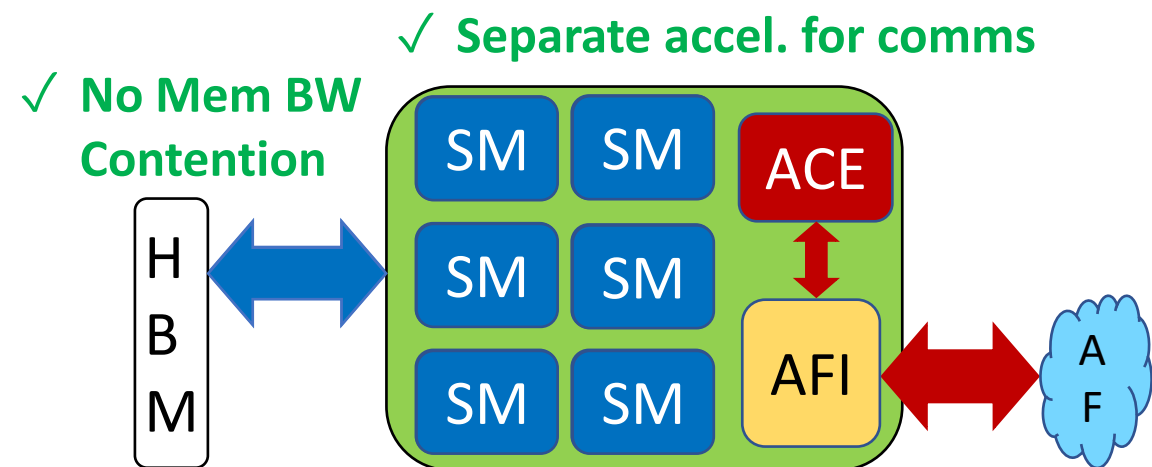 ✓ Separate accel. for comms
✓ No Mem BW
Contention
SM SM ACE
H
B
M
SM SM
SM SM AFI
A
F